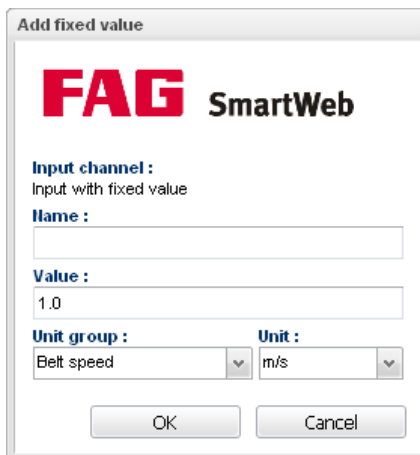 Add fixed value
FAG SmartWeb
Input channel :
Input with fixed value
Name :
Value :
1.0
Unit group : Unit :
Belt speed m/s
OK Cancel